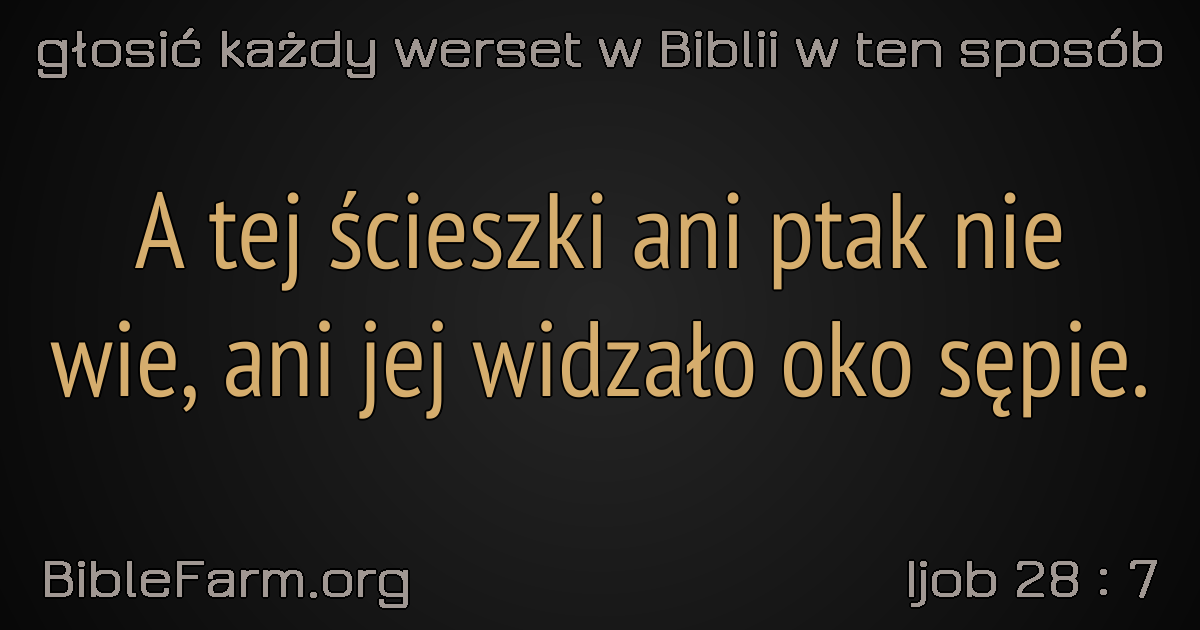 głosić każdy werset w Biblii w ten sposób
A tej ścieszki ani ptak nie
wie, ani jej widzało oko sępie.
BibleFarm.org
Ijob 28 : 7